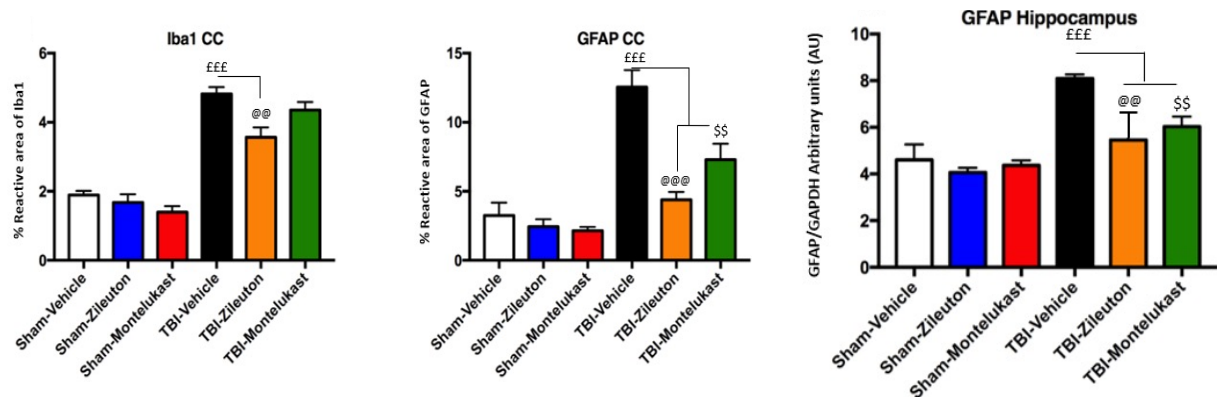 Iba1 CC
% Reactive area of Iba1
6
4
2
0
£££
@@
Sham-Vehicle
Sham-Zileuton
Sham-Montelukast
TBI-Vehicle
TBI-Zileuton
TBI-Montelukast
GFAP CC
% Reactive area of GFAP
15
10
5
0
£££
@@@
$$
Sham-Vehicle
Sham-Zileuton
Sham-Montelukast
TBI-Vehicle
TBI-Zileuton
TBI-Montelukast
GFAP Hippocampus
GFAP/GAPDH Arbitrary units (AU)
10
8
6
4
2
0
£££
@@
$$
Sham-Vehicle
Sham-Zileuton
Sham-Montelukast
TBI-Vehicle
TBI-Zileuton
TBI-Montelukast